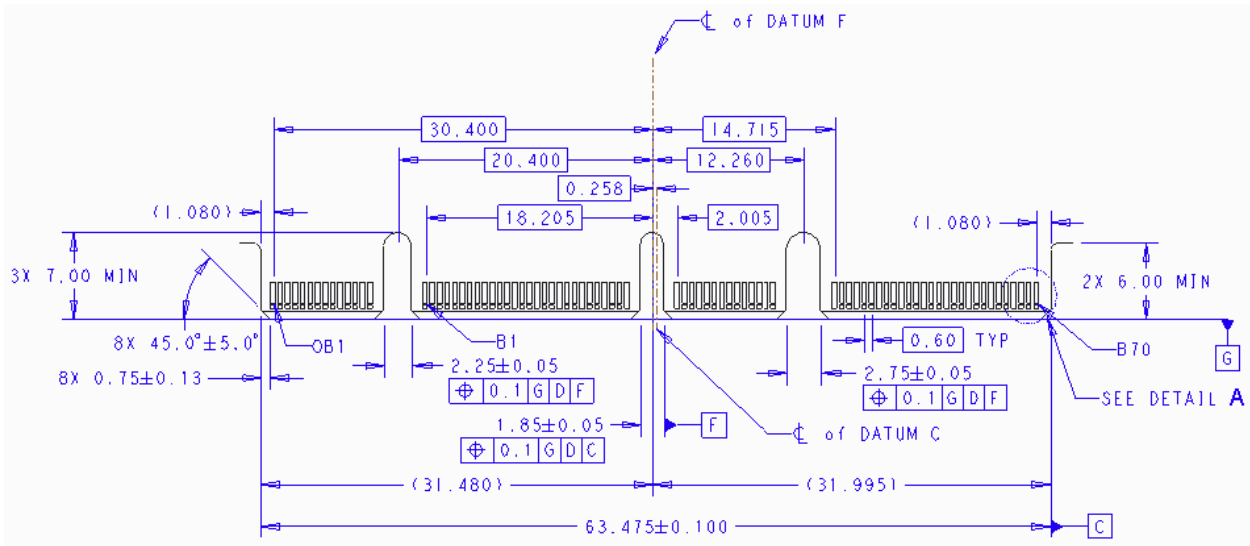 ℄ of DATUM F
30.400
14.715
20.400
12.260
0.258
(1.080)
18.205
2.005
(1.080)
3X 7.00 MIN
2X 6.00 MIN
8X 45.0°±5.0°
OB1
B1
0.60 TYP
B70
G
8X 0.75±0.13
2.25±0.05
2.75±0.05
⌖ 0.1 G D F
⌖ 0.1 G D F
SEE DETAIL A
1.85±0.05
F
℄ of DATUM C
⌖ 0.1 G D C
(31.480)
(31.995)
63.475±0.100
C